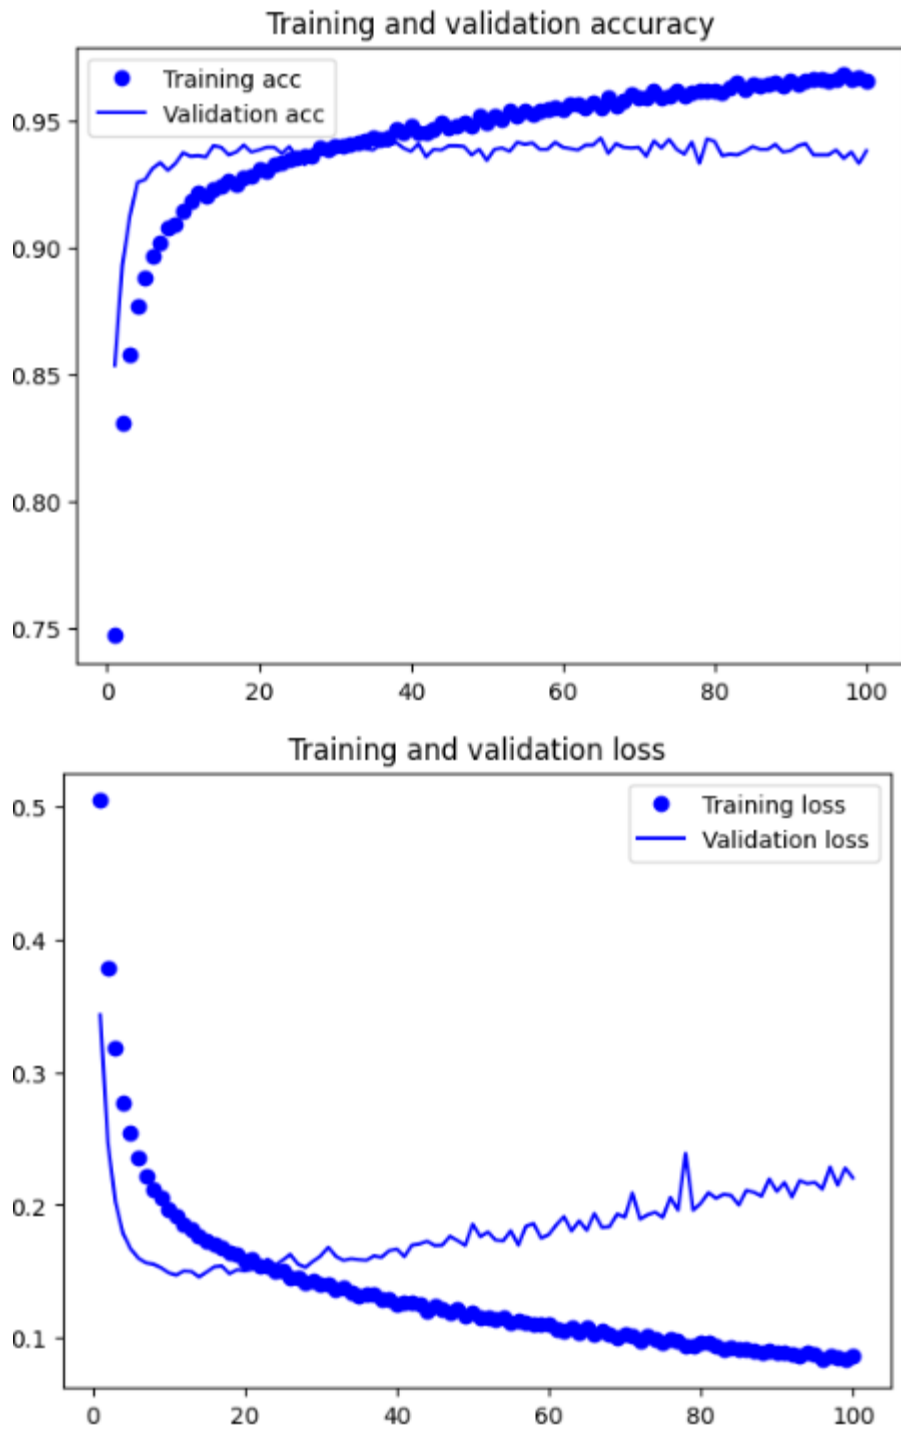 Training and validation accuracy
Training acc
Validation acc
0.95
0.90
0.85
0.80
0.75
0 20 40 60 80 100
Training and validation loss
Training loss
Validation loss
0.5
0.4
0.3
0.2
0.1
0 20 40 60 80 100